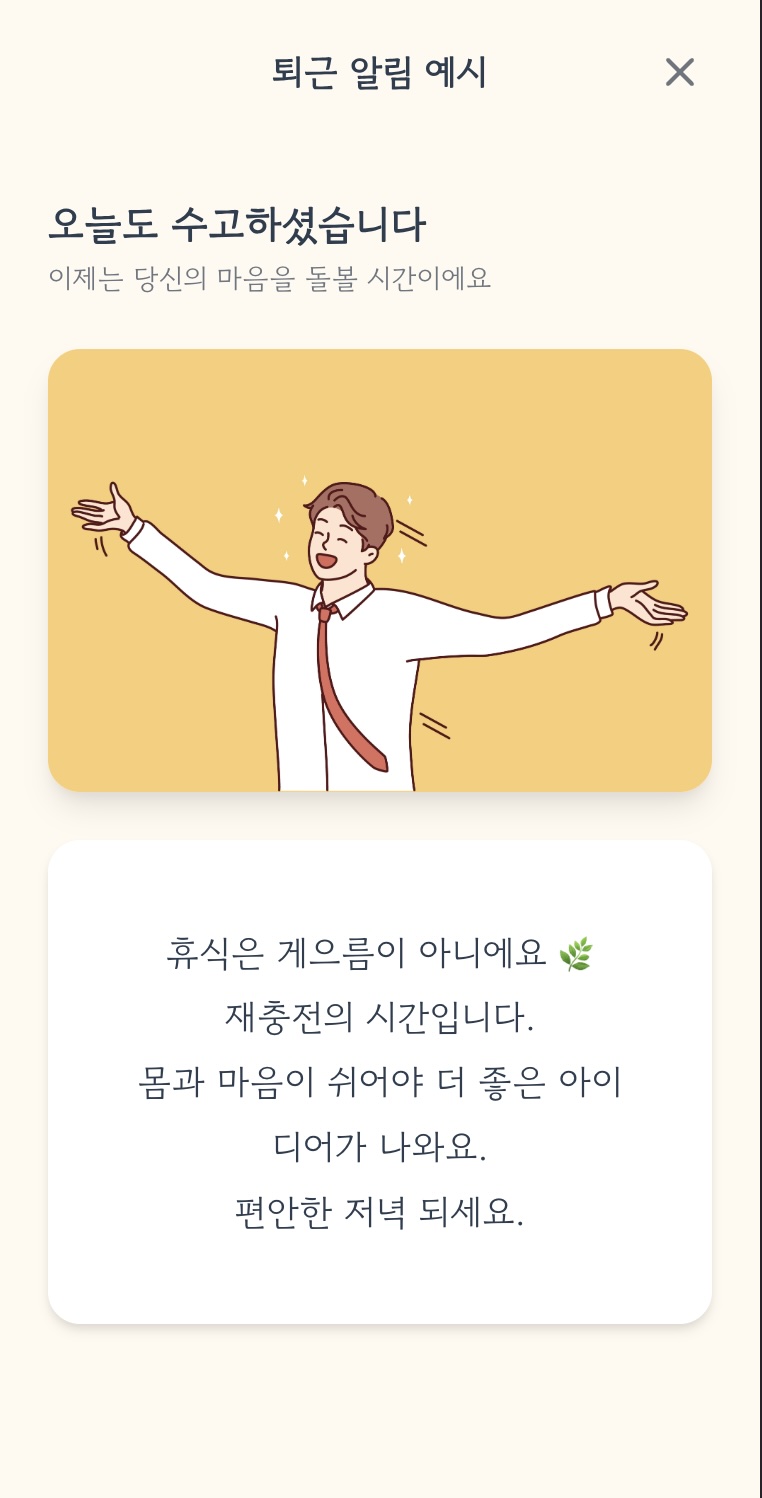 퇴근 알림 예시
오늘도 수고하셨습니다
이제는 당신의 마음을 돌볼 시간이에요
휴식은 게으름이 아니에요 🌿
재충전의 시간입니다.
몸과 마음이 쉬어야 더 좋은 아이
디어가 나와요.
편안한 저녁 되세요.